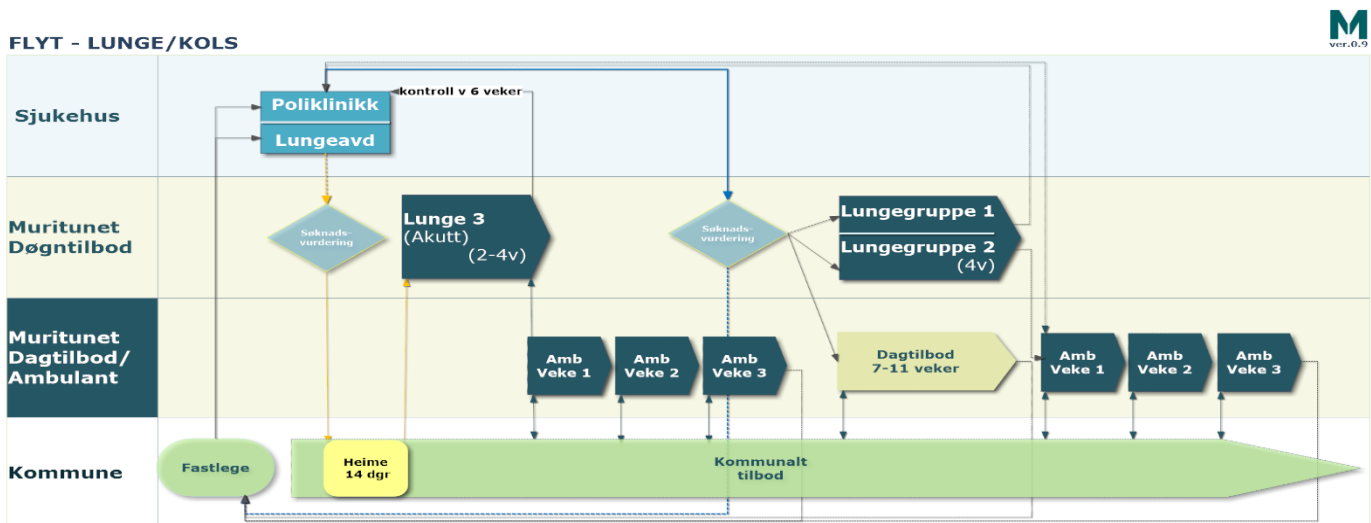 FLYT - LUNGE/KOLS
M
ver.0.9
Sjukehus
Poliklinikk
Lungeavd
kontroll v 6 veker
Muritunet
Døgntilbod
Søknads-
vurdering
Lunge 3
(Akutt)
(2-4v)
Søknads-
vurdering
Lungegruppe 1
Lungegruppe 2
(4v)
Muritunet
Dagtilbod/
Ambulant
Amb
Veke 1
Amb
Veke 2
Amb
Veke 3
Dagtilbod
7-11 veker
Amb
Veke 1
Amb
Veke 2
Amb
Veke 3
Kommune
Fastlege
Heime
14 dgr
Kommunalt
tilbod